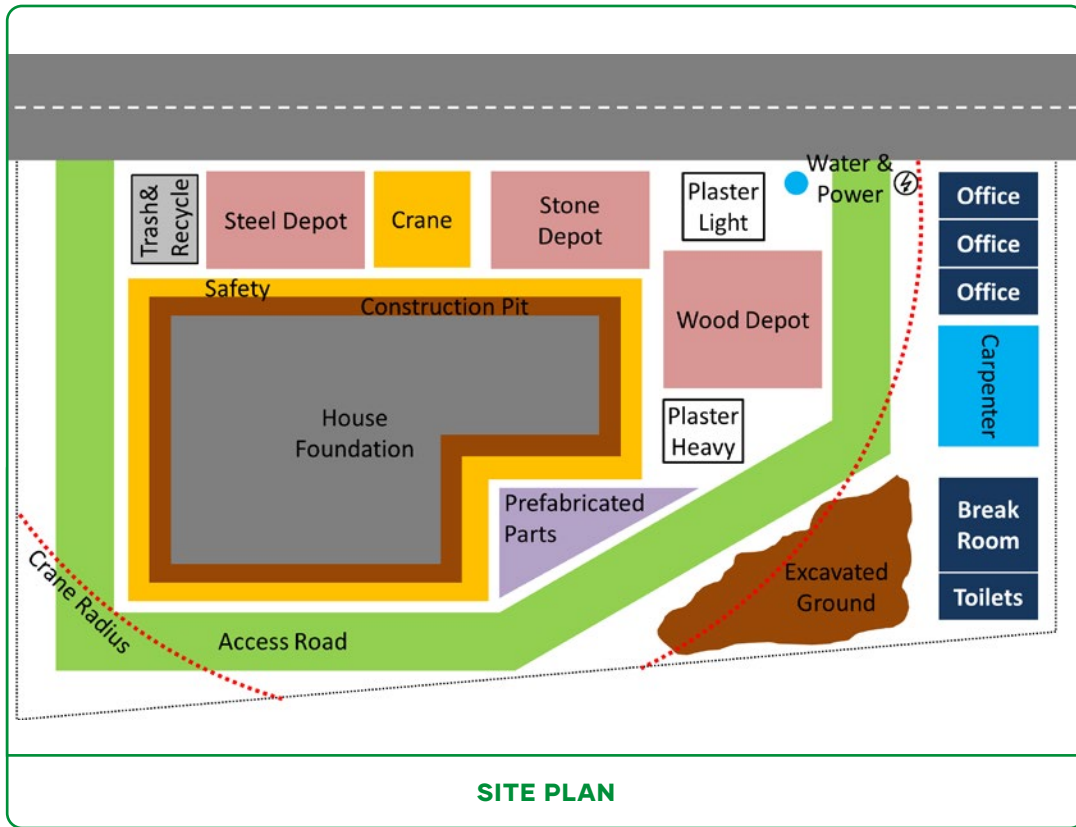 Trash&
Recycle
Steel Depot
Crane
Stone
Depot
Plaster
Light
Water &
Power
Office
Office
Office
Safety
Construction Pit
Wood Depot
Carpenter
House
Foundation
Plaster
Heavy
Prefabricated
Parts
Break
Room
Crane Radius
Excavated
Ground
Toilets
Access Road
SITE PLAN